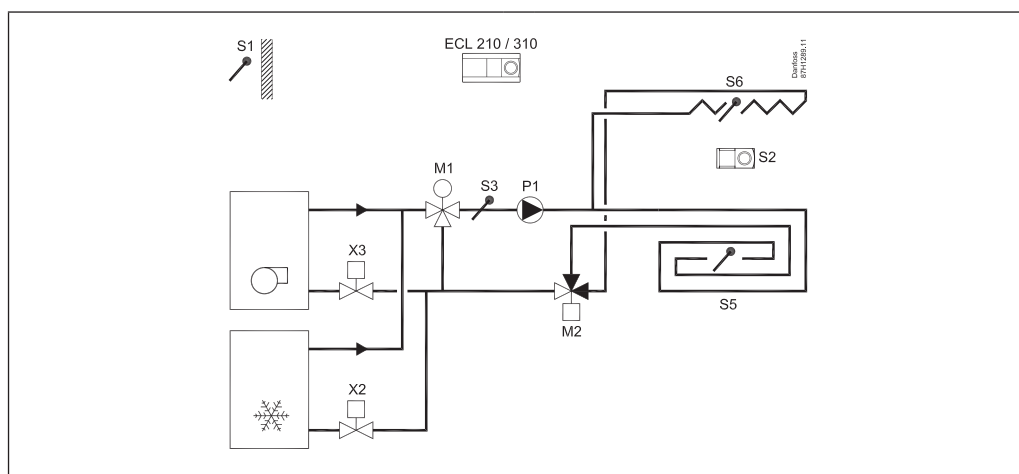 S1
ECL 210 / 310
Danfoss
87H1289.11
S6
S2
M1
S3
P1
X3
S5
M2
X2